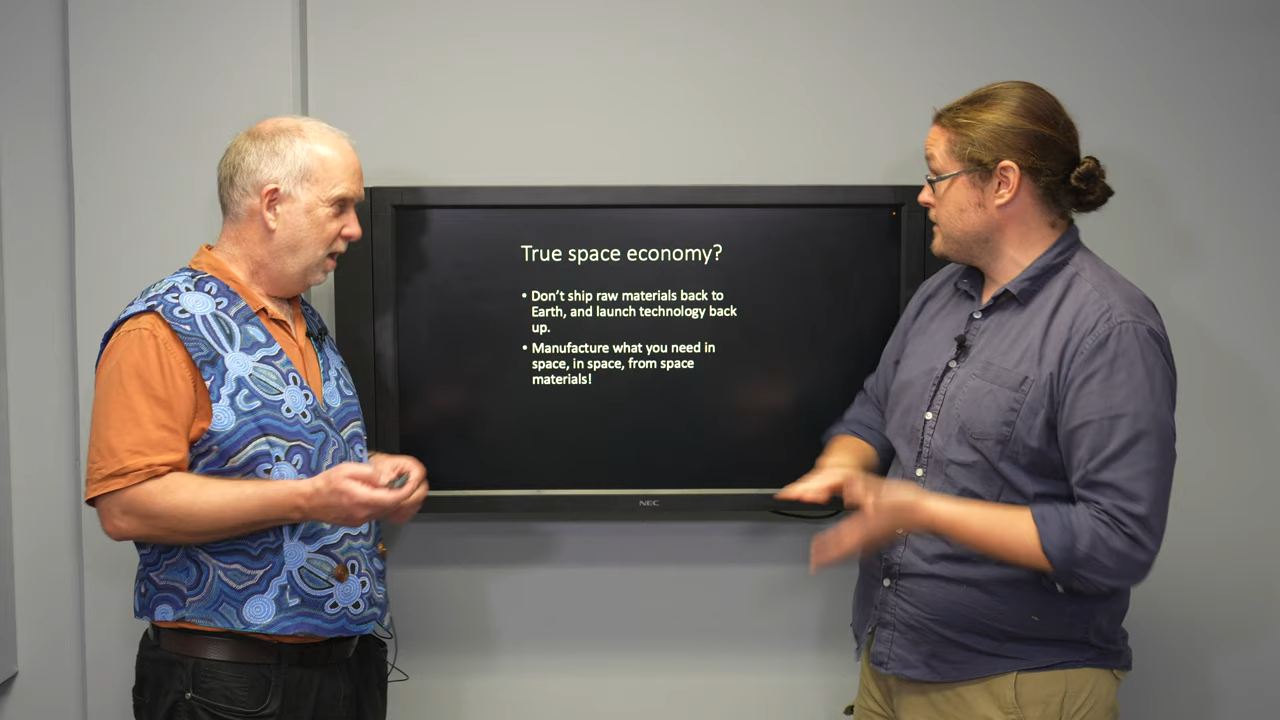 True space economy?
• Don't ship raw materials back to
Earth, and launch technology back
up.
• Manufacture what you need in
space, in space, from space
materials!
NEC